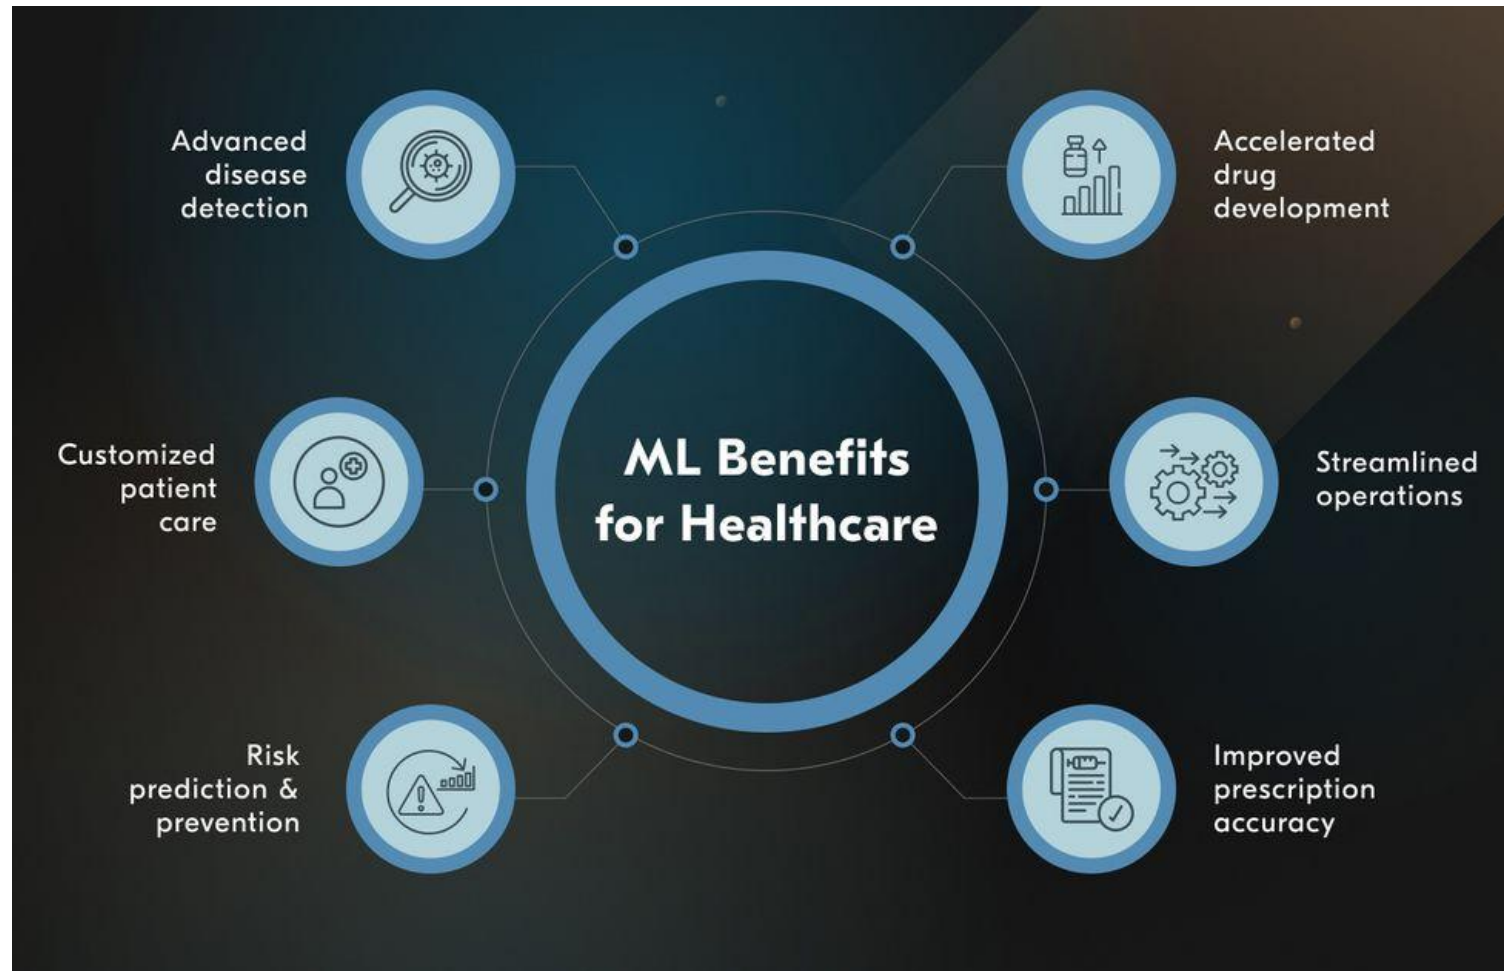 Advanced
disease
detection
Customized
patient
care
Risk
prediction &
prevention
ML Benefits
for Healthcare
Accelerated
drug
development
Streamlined
operations
Improved
prescription
accuracy